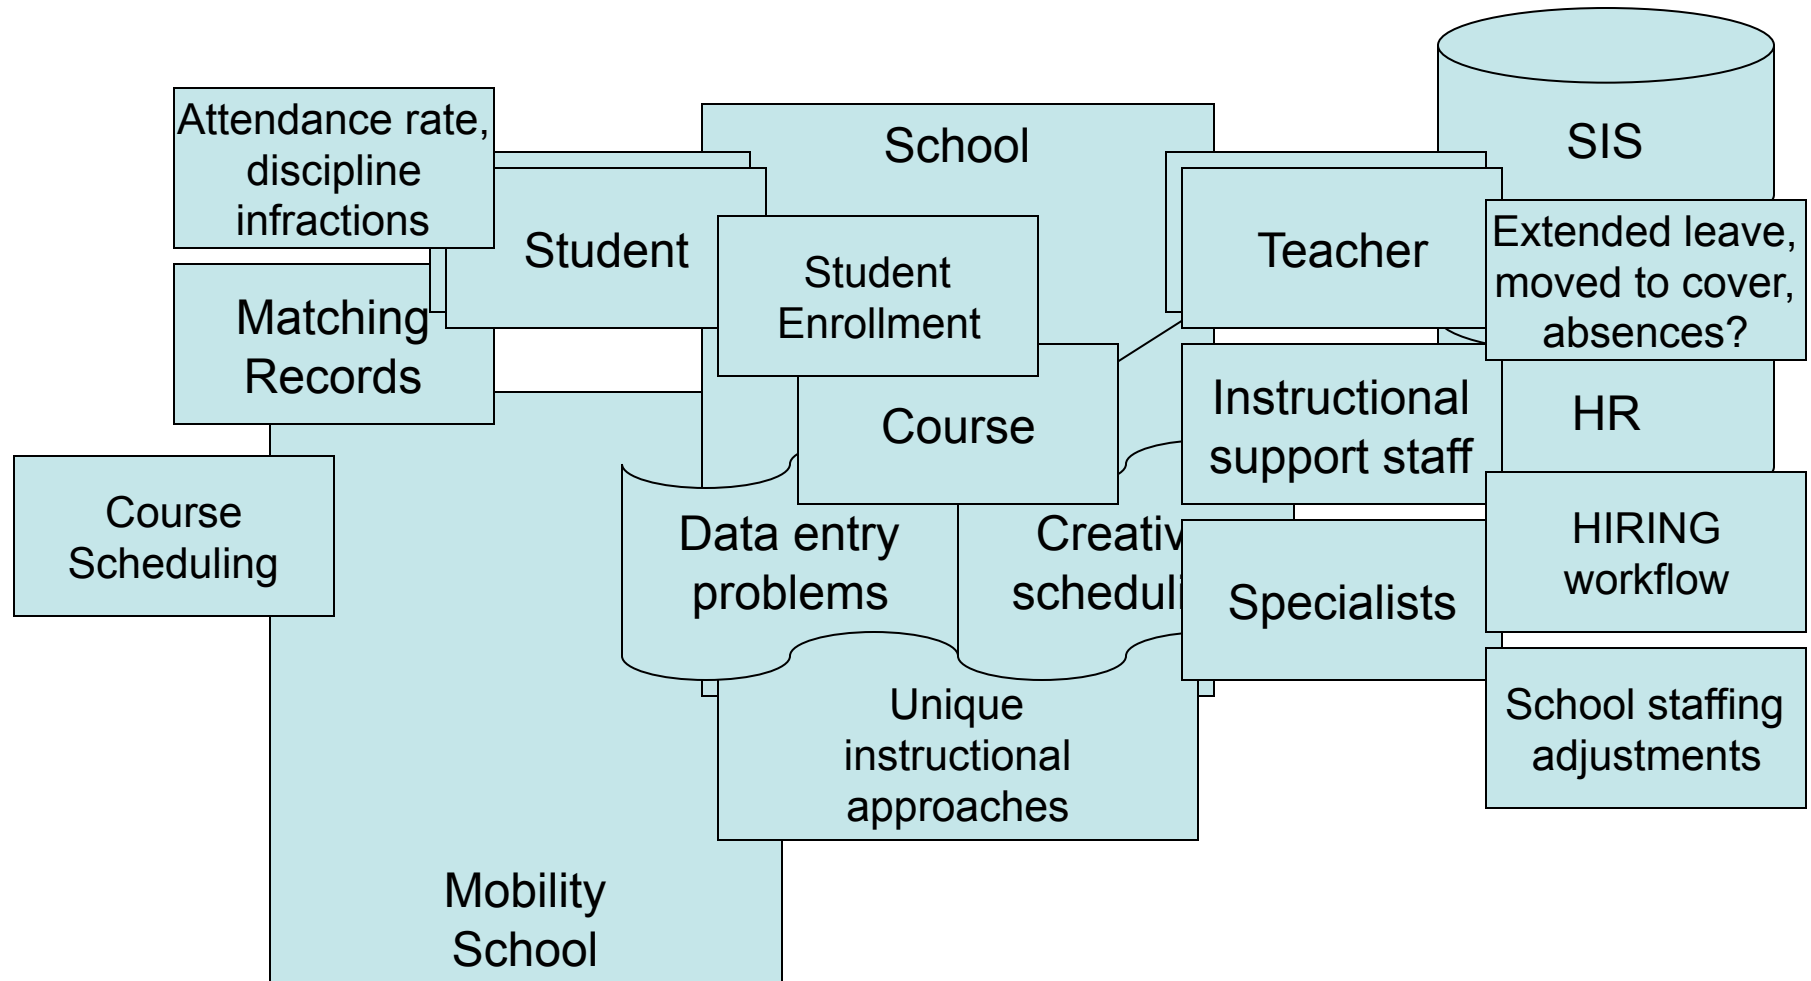 Attendance rate,
discipline
infractions
School
SIS
Student
Student
Enrollment
Teacher
Extended leave,
moved to cover,
absences?
Matching
Records
Course
Instructional
support staff
HR
Course
Scheduling
Data entry
problems
Creativ
scheduli
Specialists
HIRING
workflow
Unique
instructional
approaches
School staffing
adjustments
Mobility
School